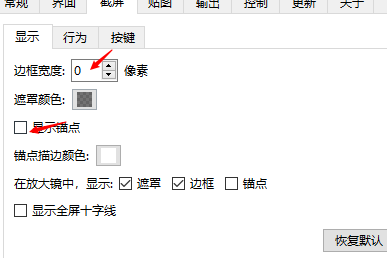 常规 界面 截屏 贴图 输出 控制 更新 关于
显示 行为 按键
边框宽度: 0 像素
遮罩颜色:
显示锚点
锚点描边颜色:
在放大镜中，显示: 遮罩 边框 锚点
显示全屏十字线
恢复默认